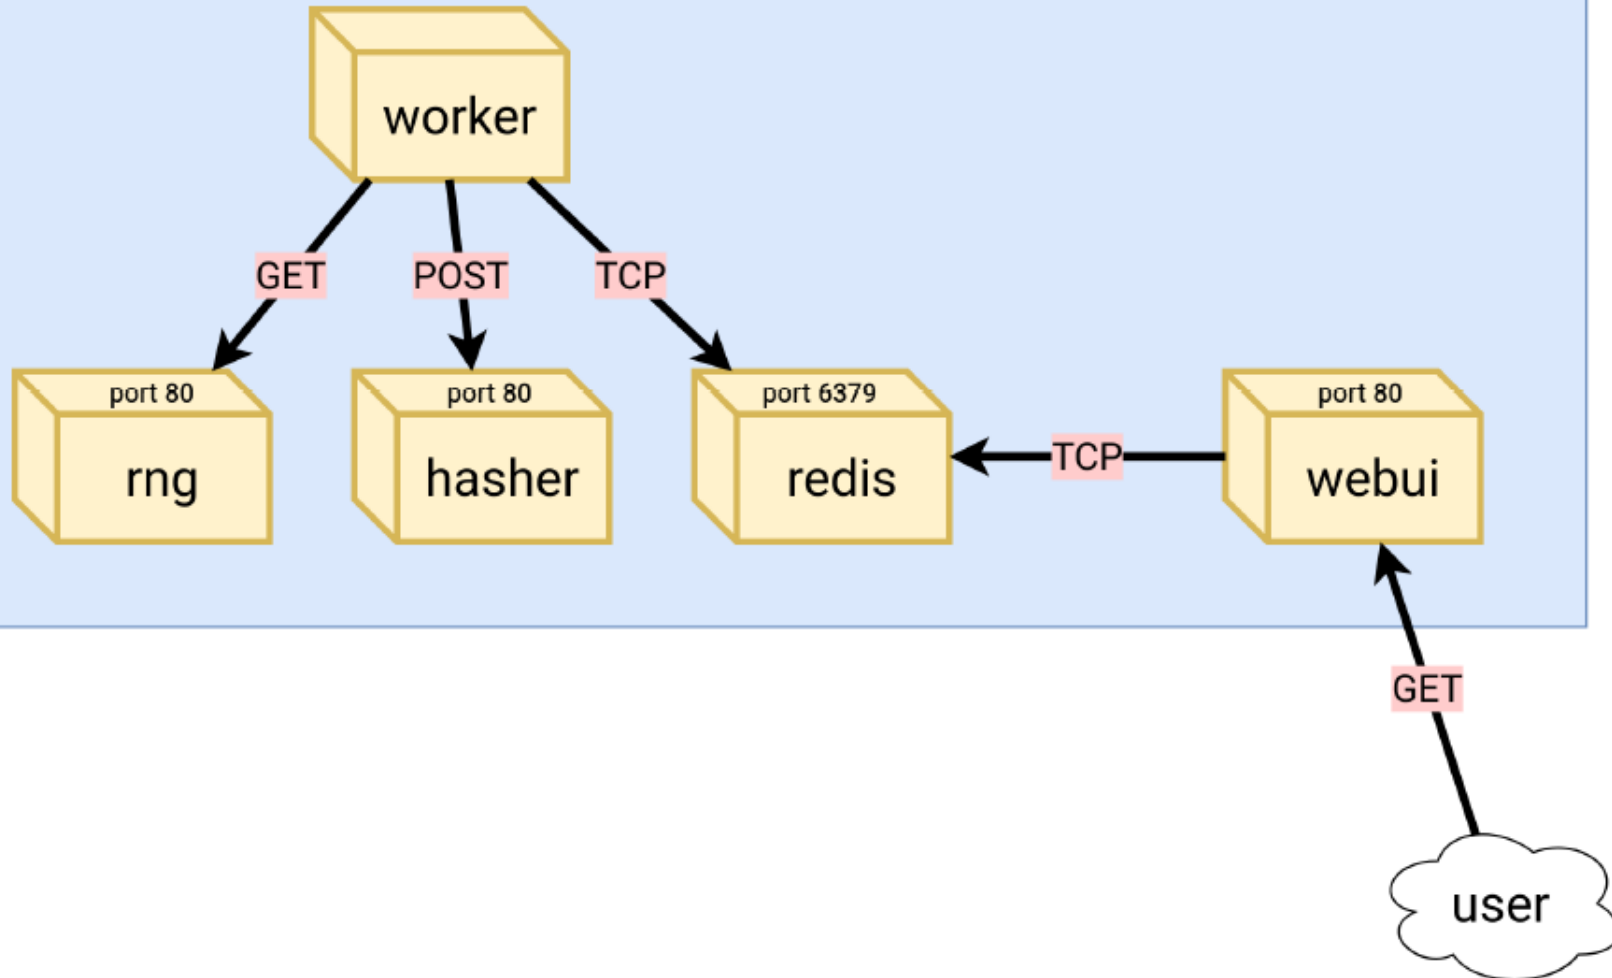 worker
GET
POST
TCP
port 80
rng
port 80
hasher
port 6379
redis
TCP
port 80
webui
GET
user